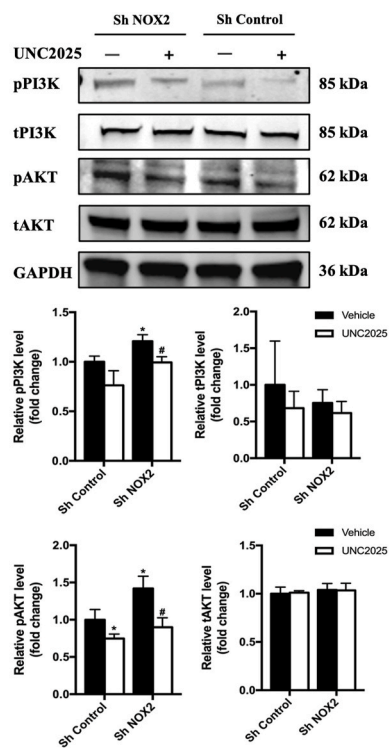 Sh NOX2 Sh Control
UNC2025 — + — +
pPI3K 85 kDa
tPI3K 85 kDa
pAKT 62 kDa
tAKT 62 kDa
GAPDH 36 kDa
Relative pPI3K level
(fold change)
1.5
1.0
0.5
0.0
* #
Sh Control
Sh NOX2
Relative tPI3K level
(fold change)
2.0
1.5
1.0
0.5
0.0
Sh Control
Sh NOX2
Vehicle
UNC2025
Relative pAKT level
(fold change)
2.0
1.5
1.0
0.5
0.0
* * #
Sh Control
Sh NOX2
Relative tAKT level
(fold change)
1.5
1.0
0.5
0.0
Sh Control
Sh NOX2
Vehicle
UNC2025